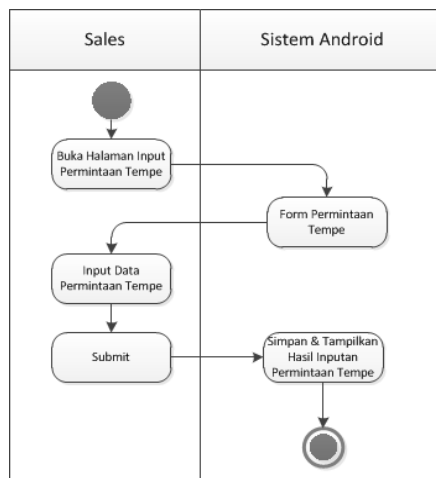 Sales
Sistem Android
Buka Halaman Input
Permintaan Tempe
Form Permintaan
Tempe
Input Data
Permintaan Tempe
Submit
Simpan & Tampilkan
Hasil Inputan
Permintaan Tempe